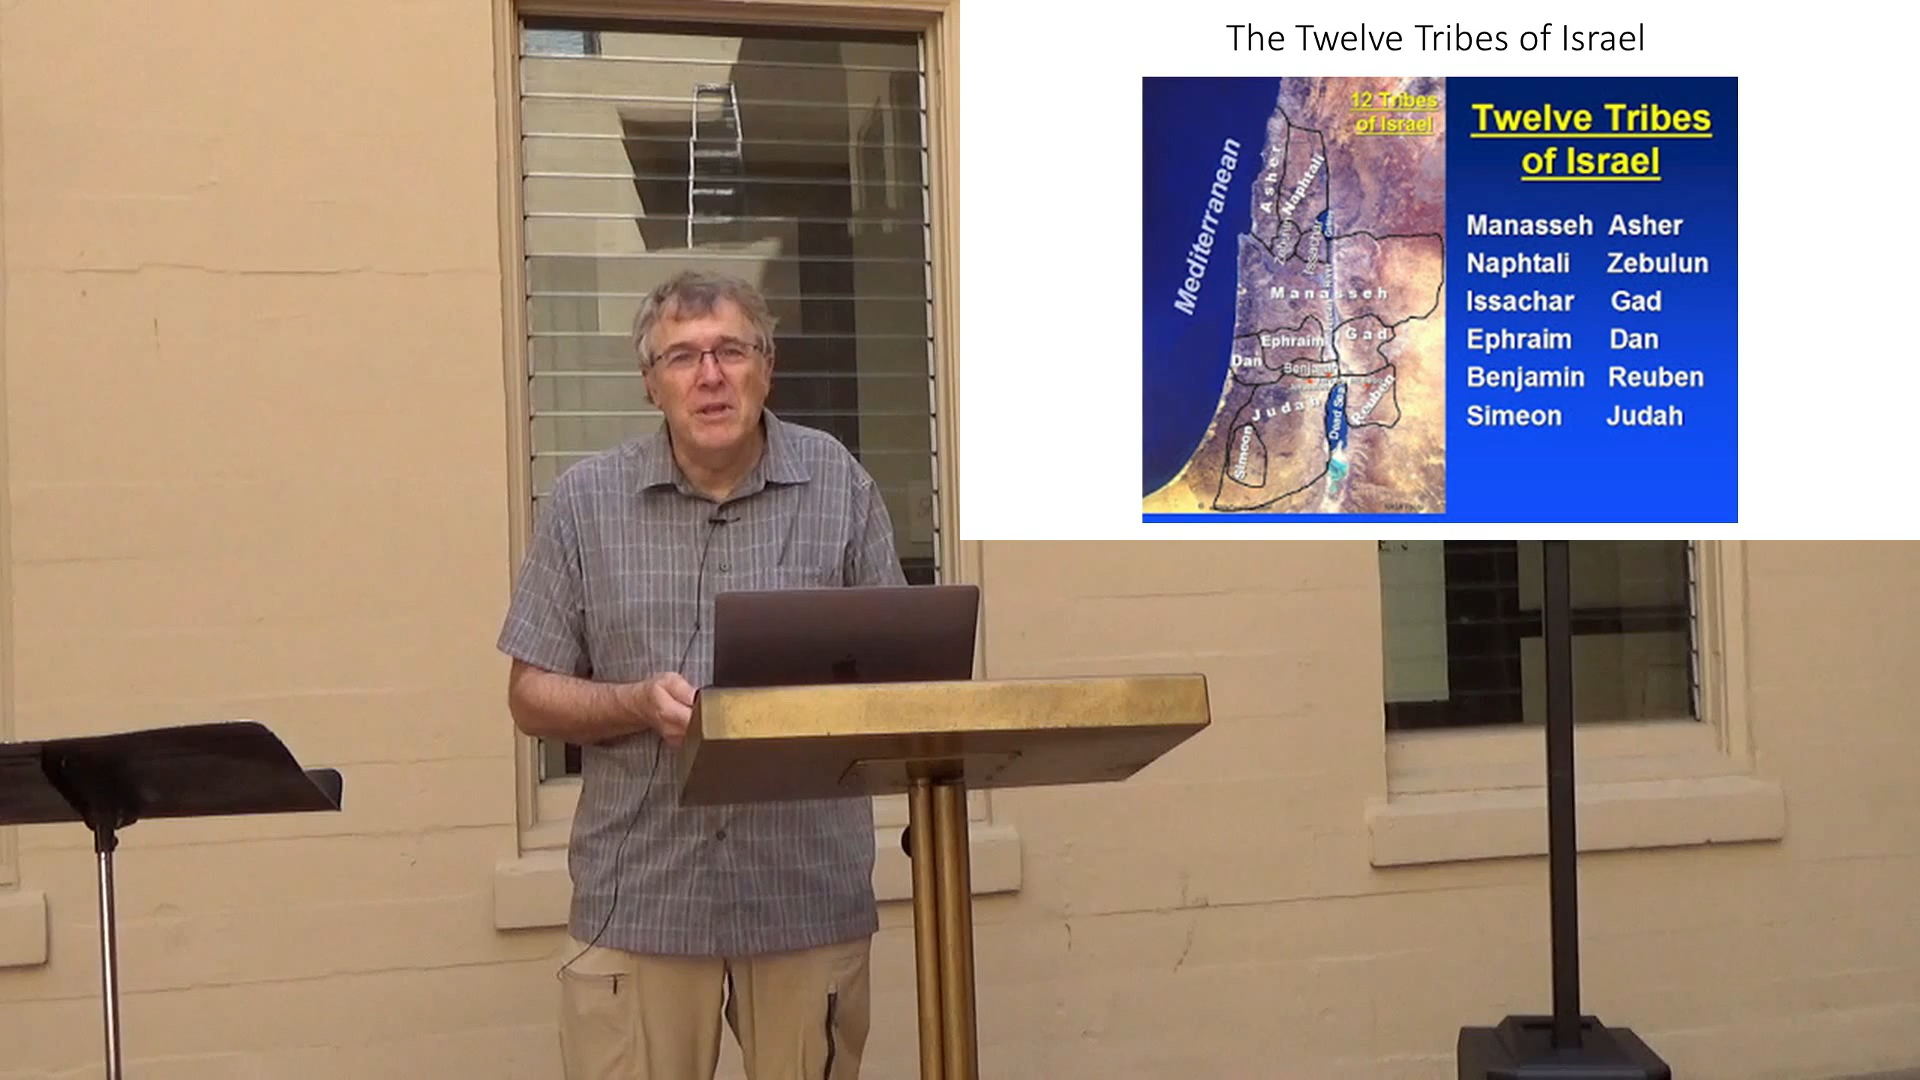 The Twelve Tribes of Israel
12 Tribes
of Israel
Mediterranean
Asher
Naphtali
Zebulun
Issachar
Manasseh
Ephraim
Gad
Dan
Benjamin
Judah
Reuben
Dead Sea
Simeon
Twelve Tribes
of Israel
Manasseh Asher
Naphtali Zebulun
Issachar Gad
Ephraim Dan
Benjamin Reuben
Simeon Judah